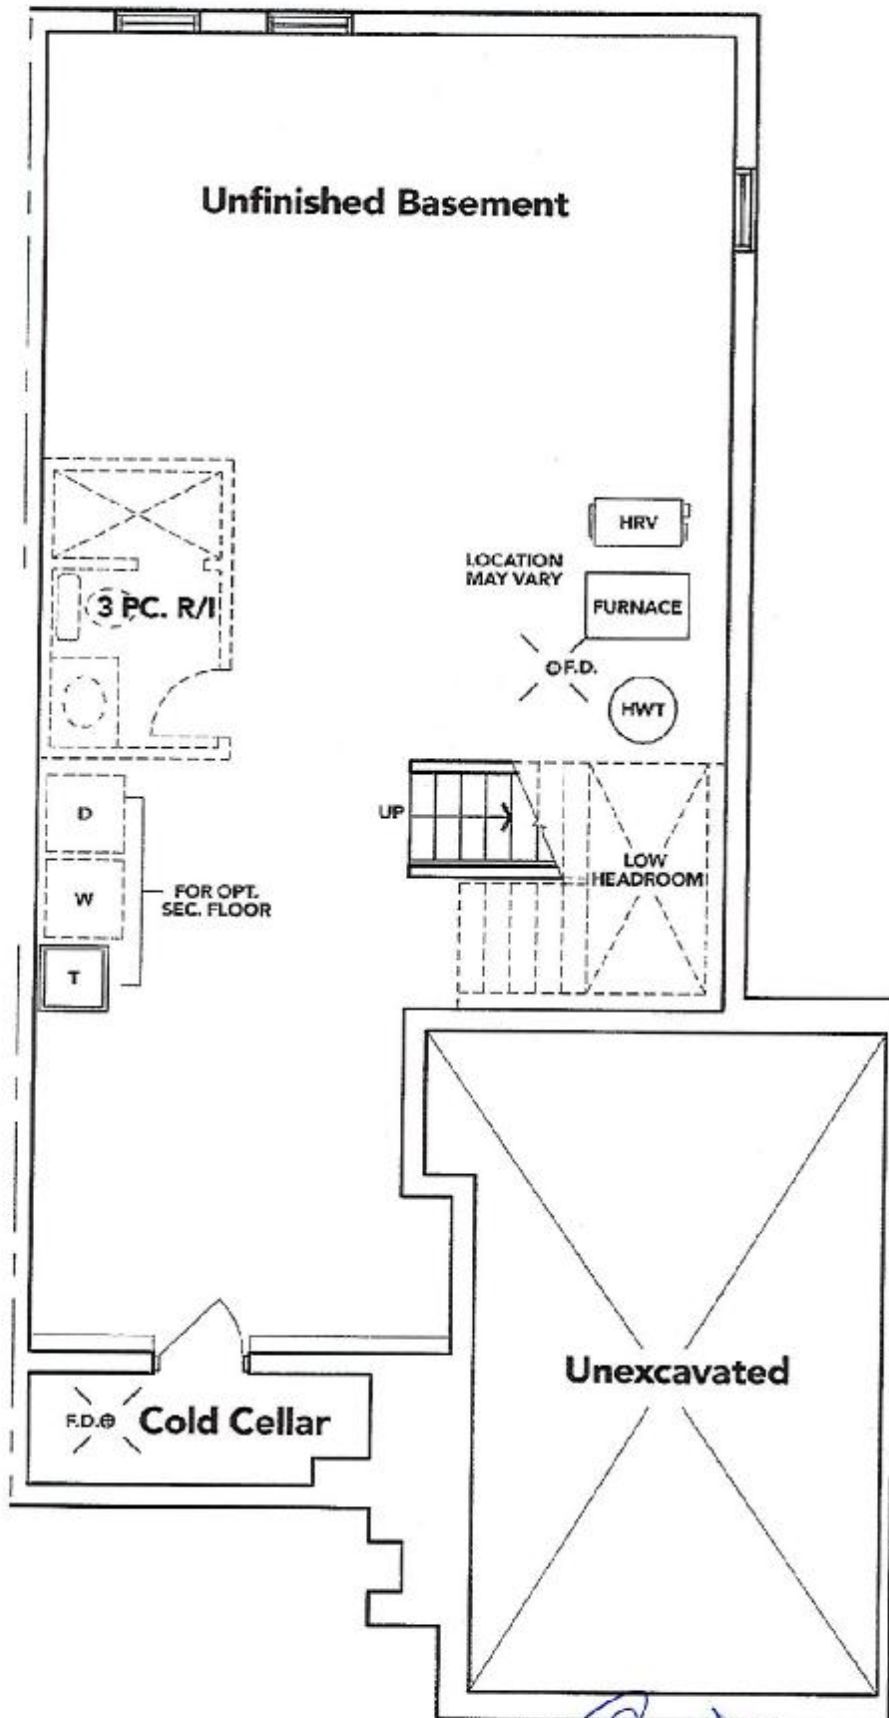 Unfinished Basement
HRV
LOCATION
MAY VARY
FURNACE
3 PC. R/I
F.D.
HWT
UP
D
LOW
HEADROOM
W
FOR OPT.
SEC. FLOOR
T
Unexcavated
F.D.
Cold Cellar